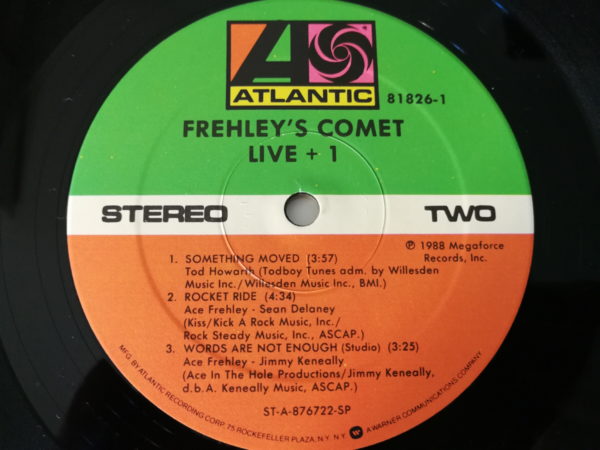 ATLANTIC
81826-1
FREHLEY'S COMET
LIVE + 1
STEREO
TWO
℗ 1988 Megaforce
Records, Inc.
1. SOMETHING MOVED (3:57)
Tod Howarth (Todboy Tunes adm. by Willesden
Music Inc./Willesden Music Inc., BMI.)
2. ROCKET RIDE (4:34)
Ace Frehley - Sean Delaney
(Kiss/Kick A Rock Music, Inc./
Rock Steady Music, Inc., ASCAP.)
3. WORDS ARE NOT ENOUGH (Studio) (3:25)
Ace Frehley - Jimmy Keneally
(Ace In The Hole Productions/Jimmy Keneally,
d.b.A. Keneally Music, ASCAP.)
ST-A-876722-SP
MFG. BY ATLANTIC RECORDING CORP. 75 ROCKEFELLER PLAZA, N.Y. N.Y. A WARNER COMMUNICATIONS COMPANY